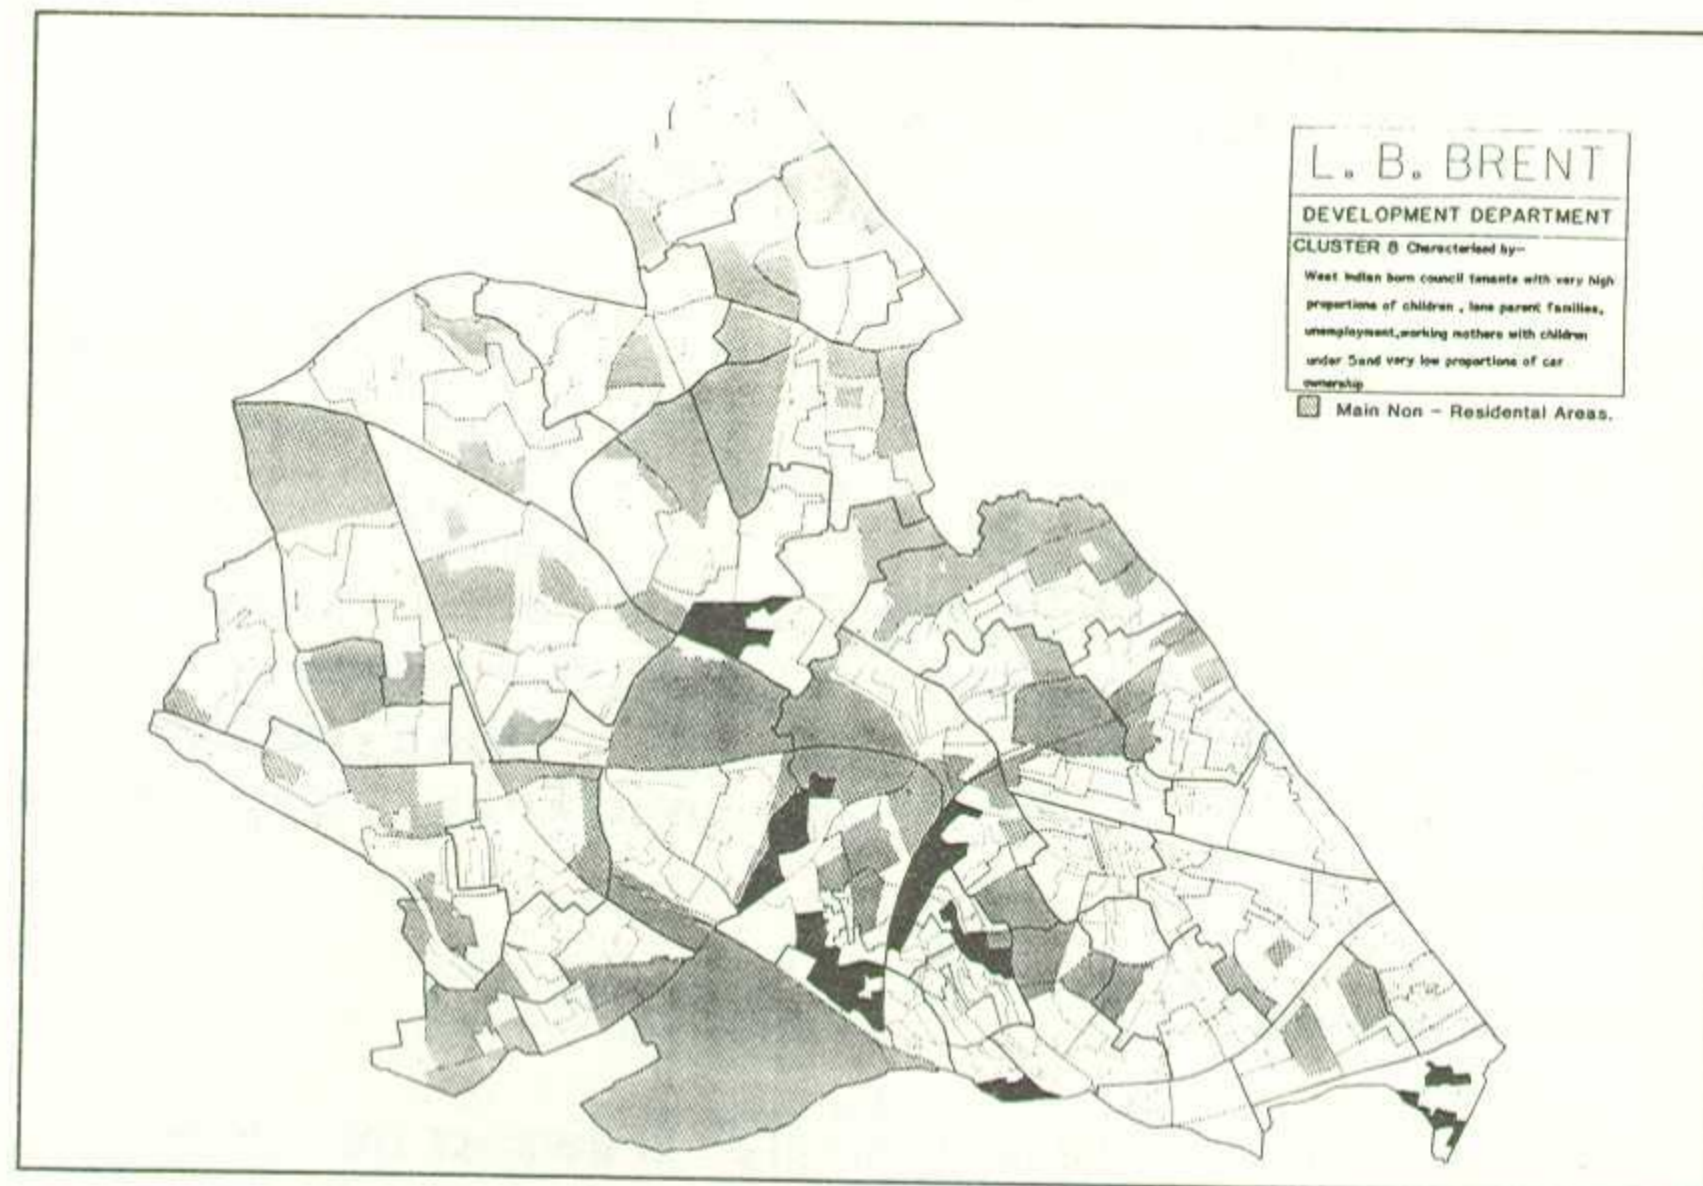 L. B. BRENT
DEVELOPMENT DEPARTMENT
CLUSTER 8 Characterised by—
West Indian born council tenants with very high
proportions of children , lone parent families,
unemployment,working mothers with children
under 5and very low proportions of car
ownership
Main Non – Residental Areas.